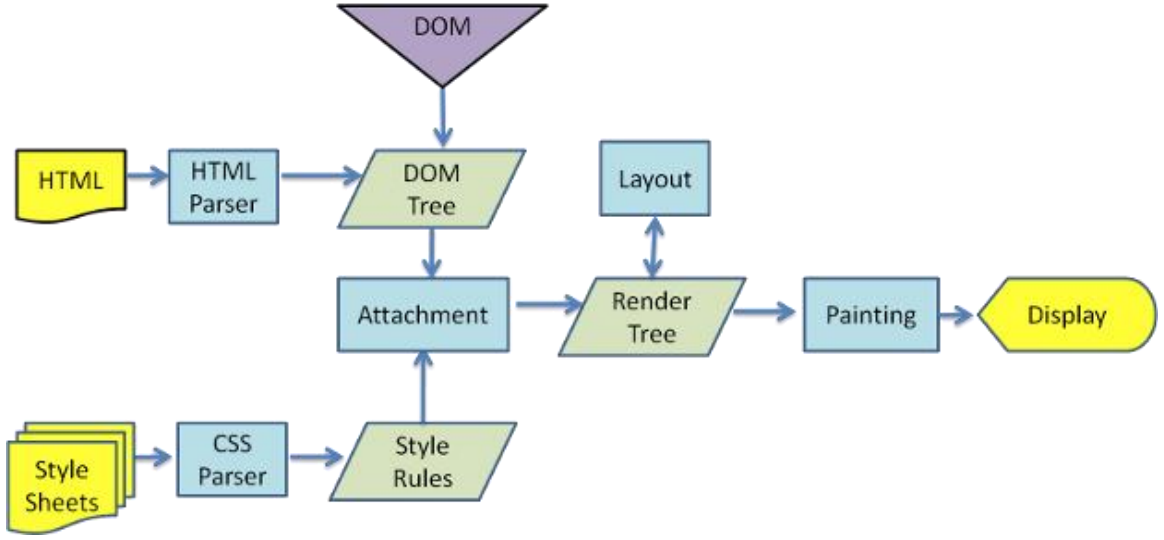 DOM
HTML
HTML
Parser
DOM
Tree
Layout
Attachment
Render
Tree
Painting
Display
Style
Sheets
CSS
Parser
Style
Rules